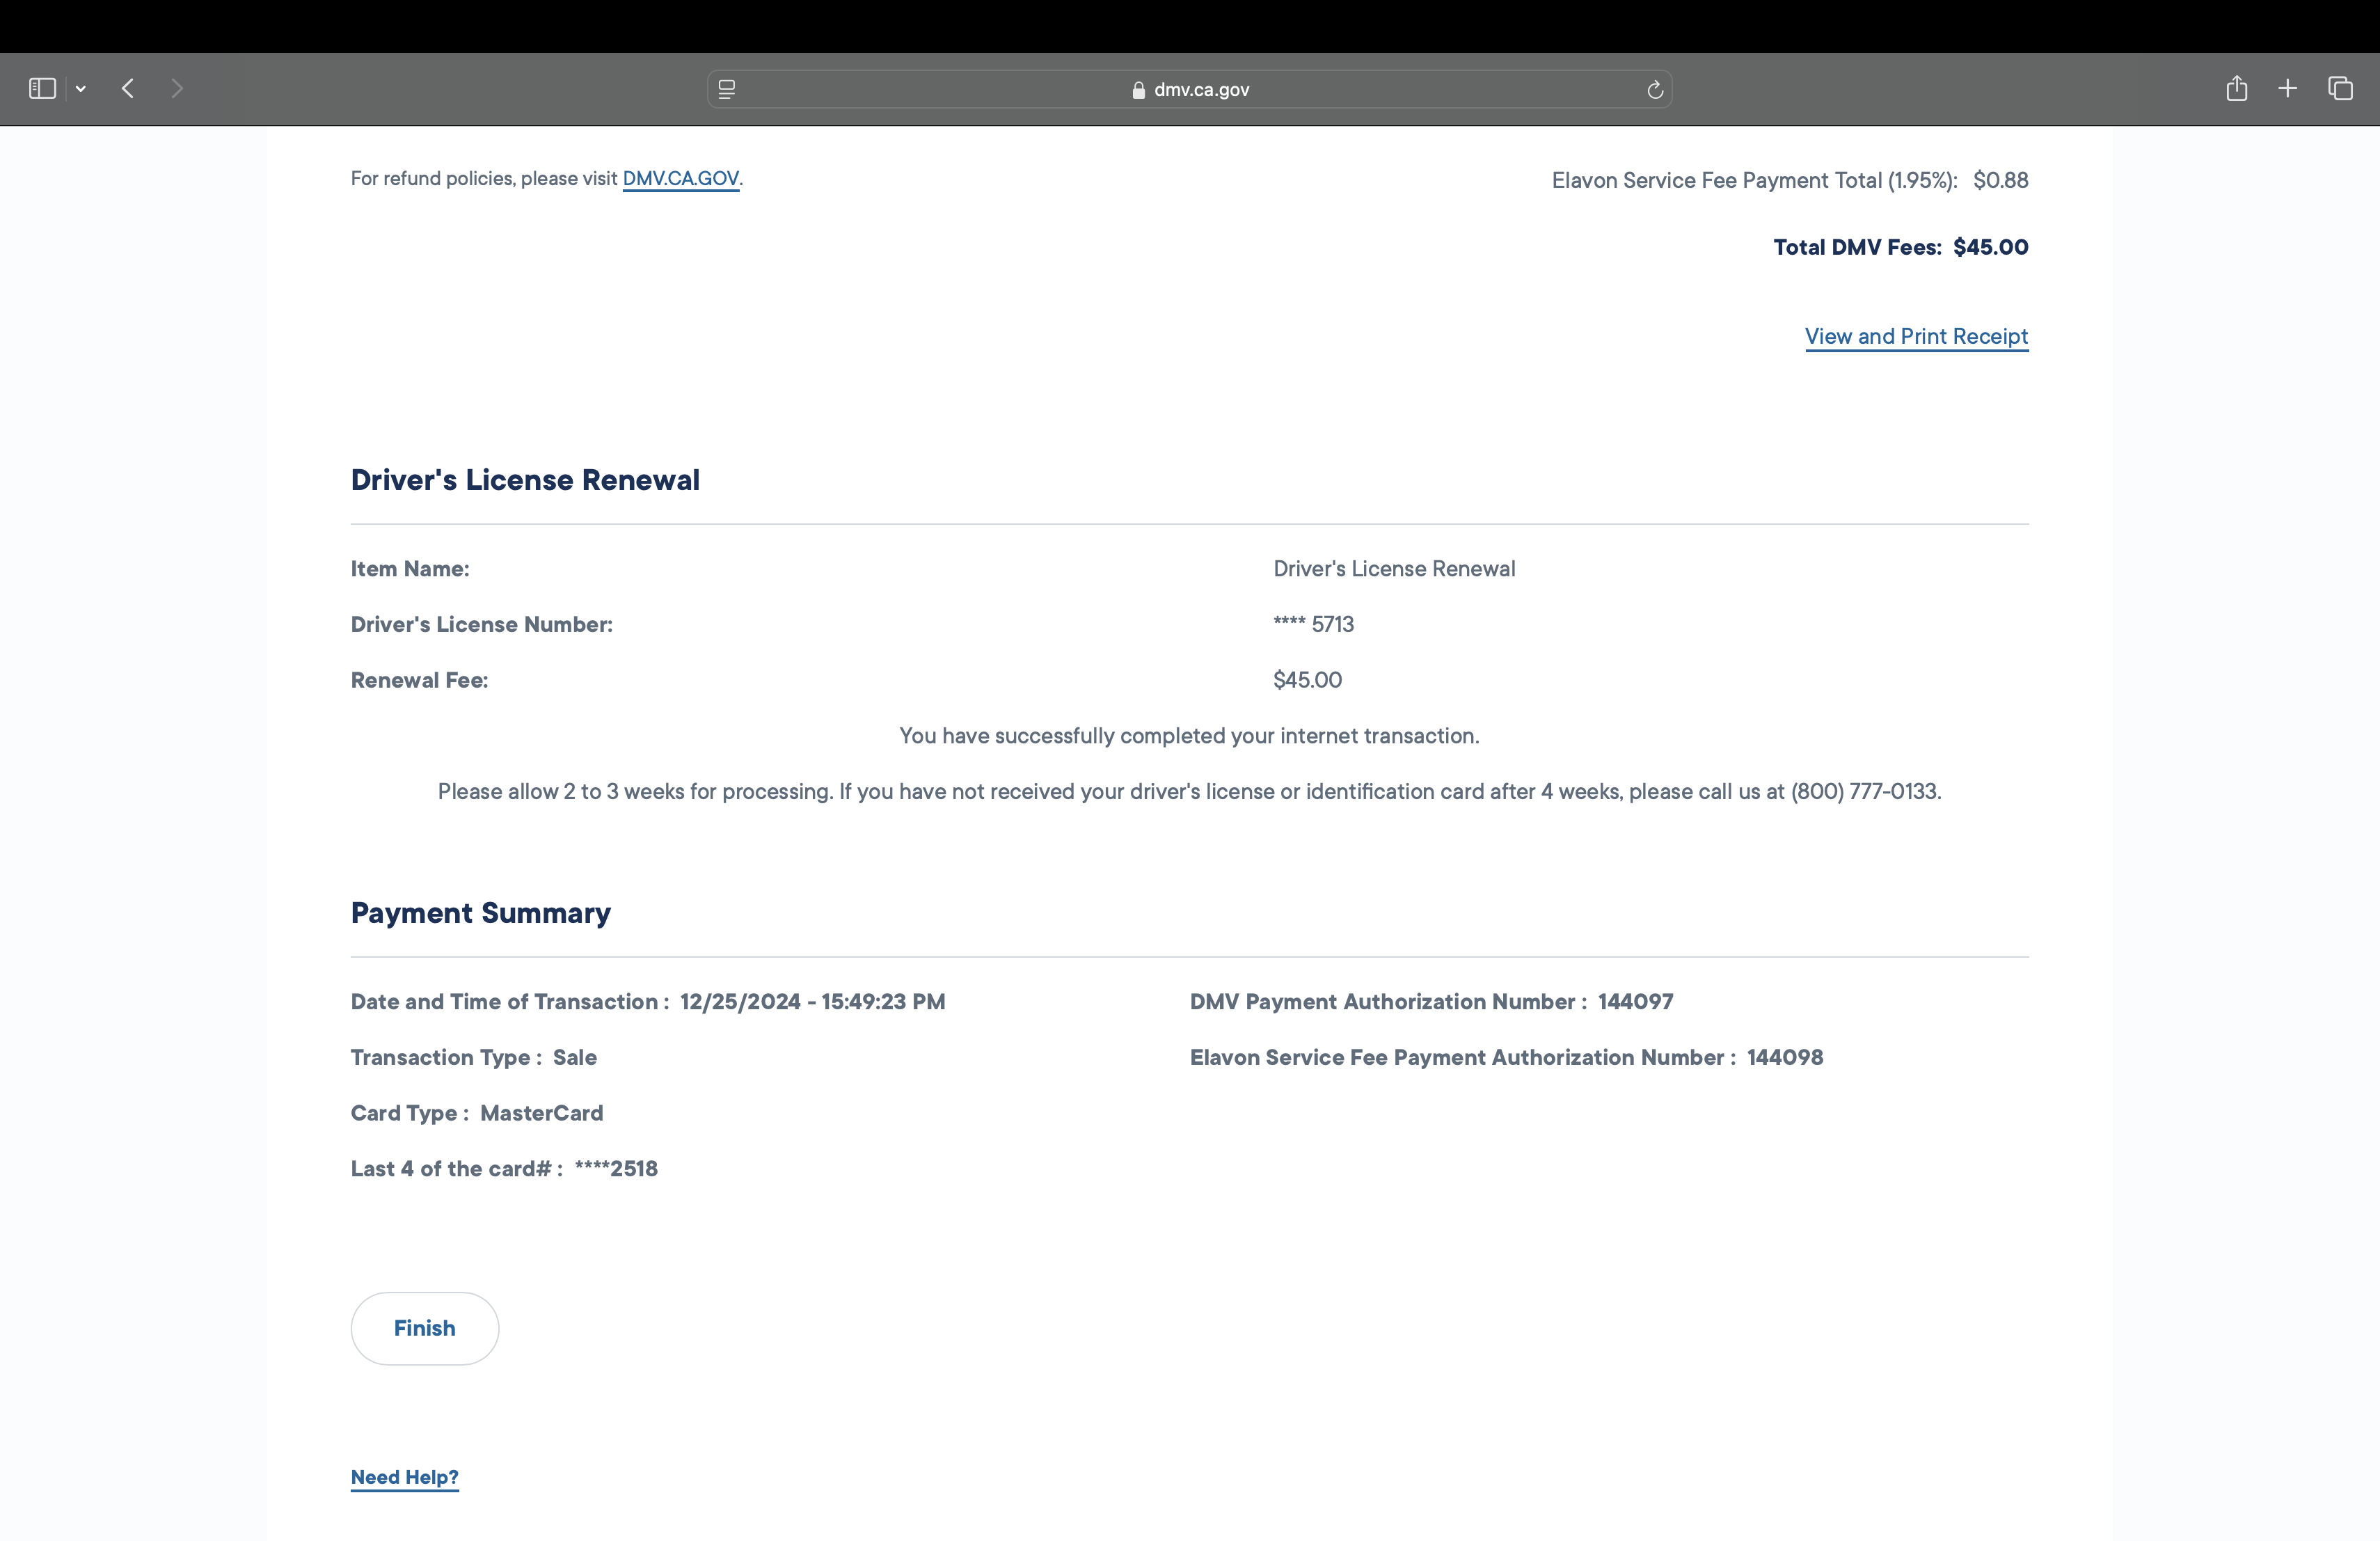 dmv.ca.gov
For refund policies, please visit DMV.CA.GOV.
Elavon Service Fee Payment Total (1.95%): $0.88
Total DMV Fees: $45.00
View and Print Receipt
Driver's License Renewal
Item Name: Driver's License Renewal
Driver's License Number: **** 5713
Renewal Fee: $45.00
You have successfully completed your internet transaction.
Please allow 2 to 3 weeks for processing. If you have not received your driver's license or identification card after 4 weeks, please call us at (800) 777-0133.
Payment Summary
Date and Time of Transaction : 12/25/2024 - 15:49:23 PM
DMV Payment Authorization Number : 144097
Transaction Type : Sale
Elavon Service Fee Payment Authorization Number : 144098
Card Type : MasterCard
Last 4 of the card# : ****2518
Finish
Need Help?